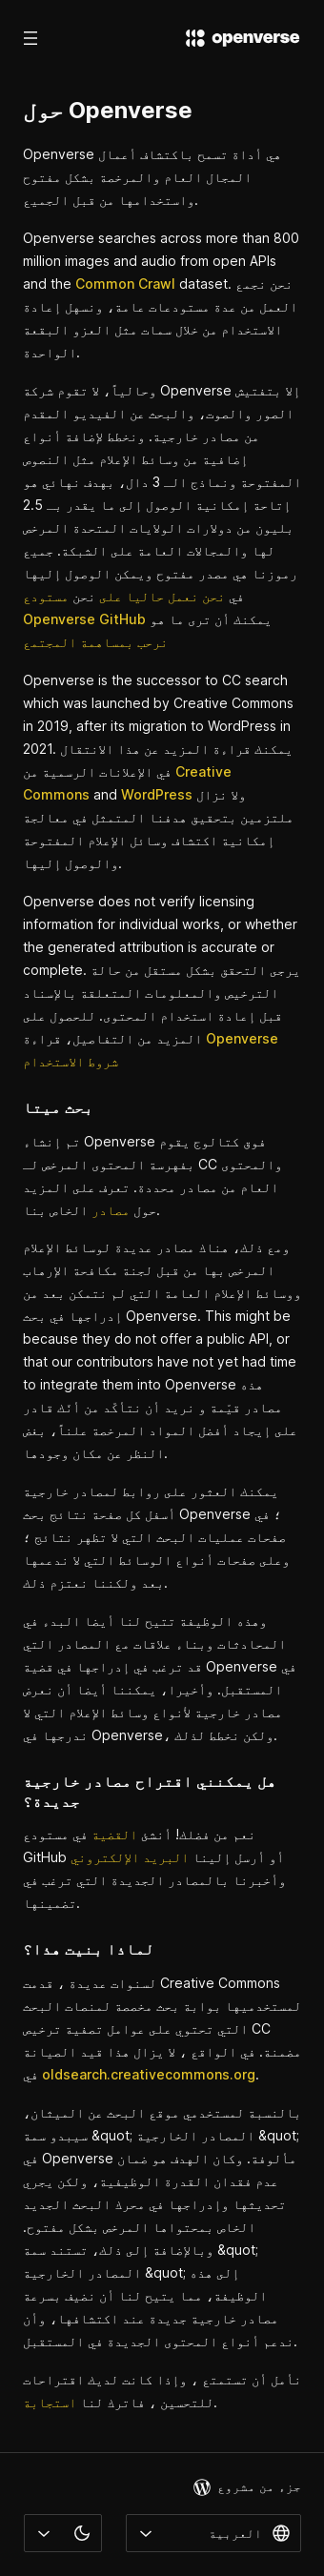 openverse
حول Openverse
Openverse هي أداة تسمح باكتشاف أعمال
المجال العام والمرخصة بشكل مفتوح
واستخدامها من قبل الجميع.
Openverse searches across more than 800
million images and audio from open APIs
and the Common Crawl dataset. نحن نجمع
العمل من عدة مستودعات عامة، ونسهل إعادة
الاستخدام من خلال سمات مثل العزو البقعة
الواحدة.
وحالياً، لا تقوم شركة Openverse إلا بتفتيش
الصور والصوت، والبحث عن الفيديو المقدم
من مصادر خارجية. ونخطط لإضافة أنواع
إضافية من وسائط الإعلام مثل النصوص
المفتوحة ونماذج الـ 3 دال، بهدف نهائي هو
إتاحة إمكانية الوصول إلى ما يقدر بـ 2.5
بليون من دولارات الولايات المتحدة المرخص
لها والمجالات العامة على الشبكة. جميع
رموزنا هي مصدر مفتوح ويمكن الوصول إليها
في نحن نعمل حاليا على نحن مستودع
Openverse GitHub يمكنك أن ترى ما هو
نرحب بمساهمة المجتمع
Openverse is the successor to CC search
which was launched by Creative Commons
in 2019, after its migration to WordPress in
2021. يمكنك قراءة المزيد عن هذا الانتقال
في الإعلانات الرسمية من Creative
Commons and WordPress ولا نزال
ملتزمين بتحقيق هدفنا المتمثل في معالجة
إمكانية اكتشاف وسائل الإعلام المفتوحة
والوصول إليها.
Openverse does not verify licensing
information for individual works, or whether
the generated attribution is accurate or
complete. يرجى التحقق بشكل مستقل من حالة
الترخيص والمعلومات المتعلقة بالإسناد
قبل إعادة استخدام المحتوى. للحصول على
المزيد من التفاصيل، قراءة Openverse
شروط الاستخدام
بحث ميتا
تم إنشاء Openverse فوق كتالوج يقوم
بفهرسة المحتوى المرخص لـ CC والمحتوى
العام من مصادر محددة. تعرف على المزيد
حول مصادر الخاص بنا.
ومع ذلك، هناك مصادر عديدة لوسائط الإعلام
المرخص بها من قبل لجنة مكافحة الإرهاب
ووسائط الإعلام العامة التي لم نتمكن بعد من
إدراجها في بحث Openverse. This might be
because they do not offer a public API, or
that our contributors have not yet had time
to integrate them into Openverse هذه
مصادر قيّمة و نريد أن نتأكّد من أنّك قادر
على إيجاد أفضل المواد المرخصة علناً، بغض
النظر عن مكان وجودها.
يمكنك العثور على روابط لمصادر خارجية
أسفل كل صفحة نتائج بحث Openverse ؛ في
صفحات عمليات البحث التي لا تظهر نتائج ؛
وعلى صفحات أنواع الوسائط التي لا ندعمها
بعد ولكننا نعتزم ذلك.
وهذه الوظيفة تتيح لنا أيضا البدء في
المحادثات وبناء علاقات مع المصادر التي
قد ترغب في إدراجها في قضية Openverse في
المستقبل. وأخيرا، يمكننا أيضا أن نعرض
مصادر خارجية لأنواع وسائط الإعلام التي لا
ندرجها في Openverse، ولكن نخطط لذلك.
هل يمكنني اقتراح مصادر خارجية
جديدة؟
نعم من فضلك! أنشئ القضية في مستودع
GitHub أو أرسل إلينا البريد الإلكتروني
وأخبرنا بالمصادر الجديدة التي ترغب في
تضمينها.
لماذا بنيت هذا؟
لسنوات عديدة ، قدمت Creative Commons
لمستخدميها بوابة بحث مخصصة لمنصات البحث
التي تحتوي على عوامل تصفية ترخيص CC
مضمنة. في الواقع ، لا يزال هذا قيد الصيانة
في oldsearch.creativecommons.org.
بالنسبة لمستخدمي موقع البحث عن الميثان،
سيبدو سمة &quot; المصادر الخارجية &quot;
في Openverse مألوفة. وكان الهدف هو ضمان
عدم فقدان القدرة الوظيفية، ولكن يجري
تحديثها وإدراجها في محرك البحث الجديد
الخاص بمحتواها المرخص بشكل مفتوح.
وبالإضافة إلى ذلك، تستند سمة &quot;
المصادر الخارجية &quot; إلى هذه
الوظيفة، مما يتيح لنا أن نضيف بسرعة
مصادر خارجية جديدة عند اكتشافها، وأن
ندعم أنواع المحتوى الجديدة في المستقبل.
نأمل أن تستمتع ، وإذا كانت لديك اقتراحات
للتحسين ، فاترك لنا استجابة.
جزء من مشروع
العربية